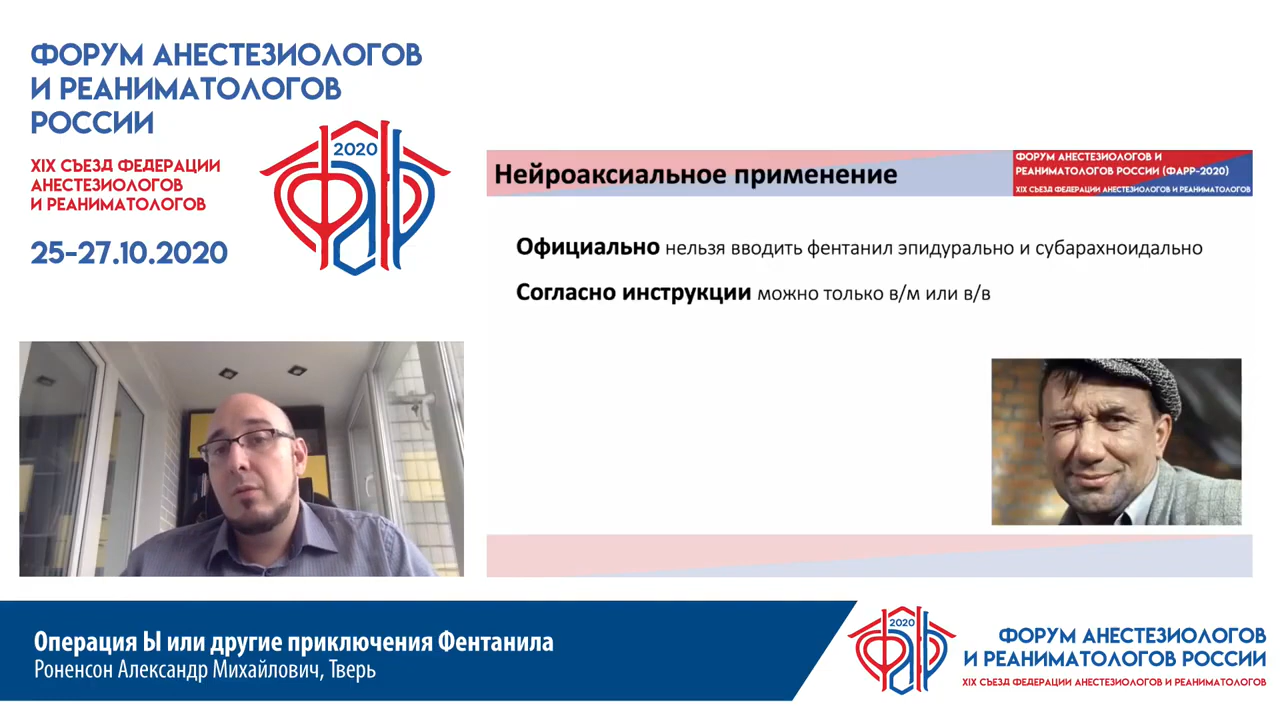 ФОРУМ АНЕСТЕЗИОЛОГОВ
И РЕАНИМАТОЛОГОВ
РОССИИ
XIX СЪЕЗД ФЕДЕРАЦИИ
АНЕСТЕЗИОЛОГОВ
И РЕАНИМАТОЛОГОВ
25-27.10.2020
2020
ФАРР
Нейроаксиальное применение
ФОРУМ АНЕСТЕЗИОЛОГОВ И
РЕАНИМАТОЛОГОВ РОССИИ (ФАРР-2020)
XIX СЪЕЗД ФЕДЕРАЦИИ АНЕСТЕЗИОЛОГОВ И РЕАНИМАТОЛОГОВ
Официально нельзя вводить фентанил эпидурально и субарахноидально
Согласно инструкции можно только в/м или в/в
Операция Ы или другие приключения Фентанила
Роненсон Александр Михайлович, Тверь
2020
ФАРР
ФОРУМ АНЕСТЕЗИОЛОГОВ
И РЕАНИМАТОЛОГОВ РОССИИ
XIX СЪЕЗД ФЕДЕРАЦИИ АНЕСТЕЗИОЛОГОВ И РЕАНИМАТОЛОГОВ